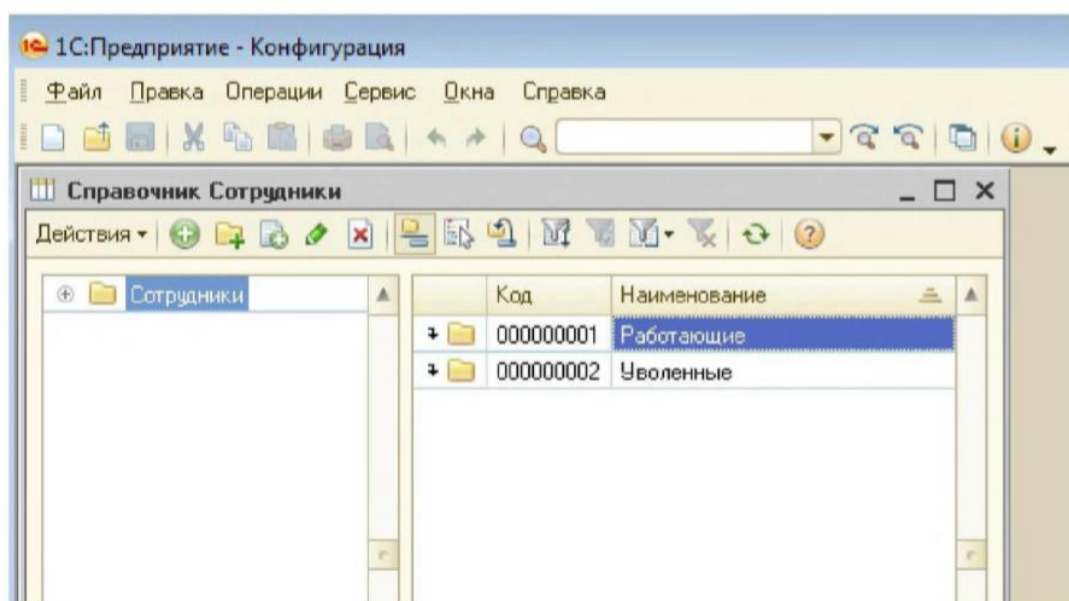 1С:Предприятие - Конфигурация
Файл Правка Операции Сервис Окна Справка
Справочник Сотрудники
Действия
Сотрудники
Код Наименование
000000001 Работающие
000000002 Уволенные